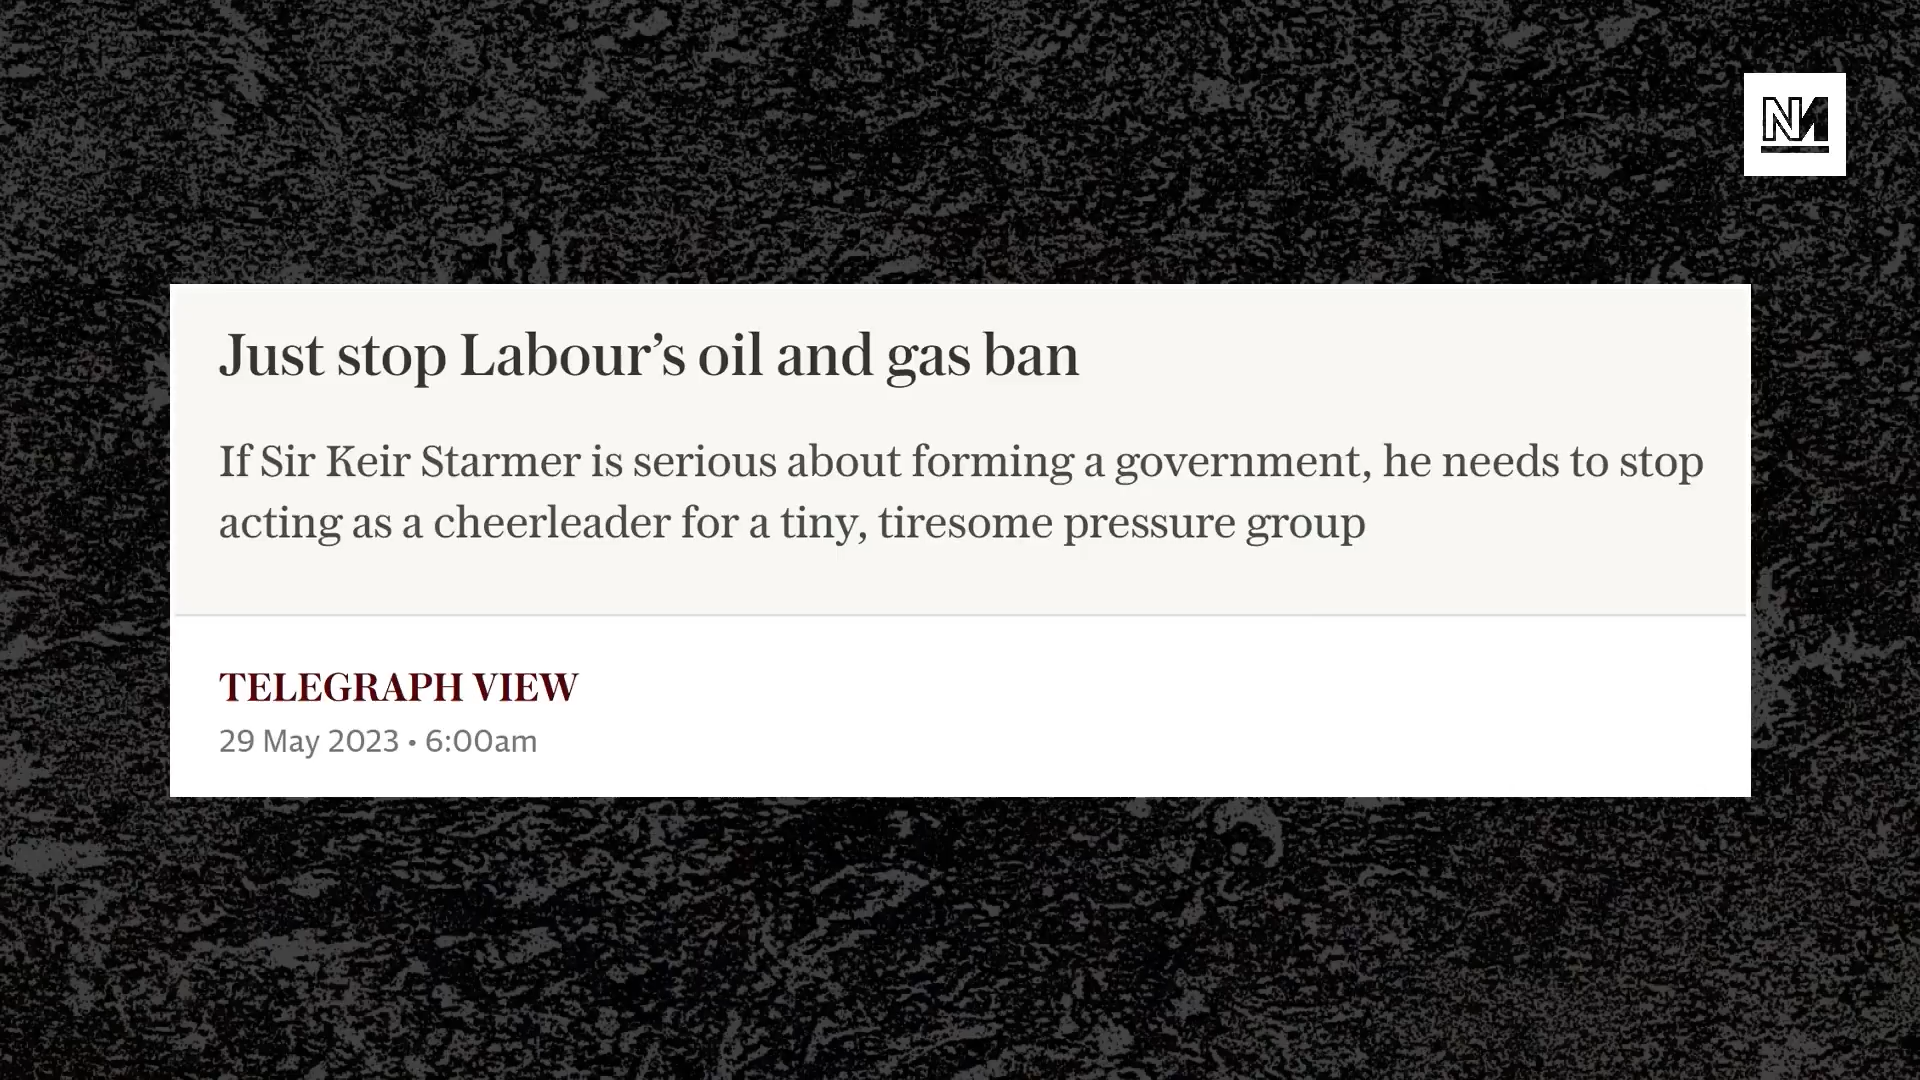 NM
Just stop Labour’s oil and gas ban
If Sir Keir Starmer is serious about forming a government, he needs to stop
acting as a cheerleader for a tiny, tiresome pressure group
TELEGRAPH VIEW
29 May 2023 • 6:00am